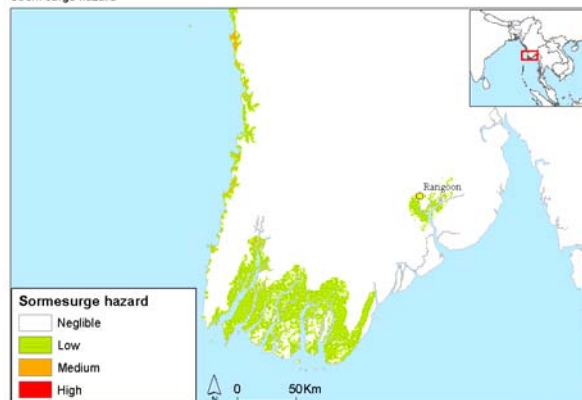 Rangoon
Sormesurge hazard
Neglible
Low
Medium
High
N
0 50Km